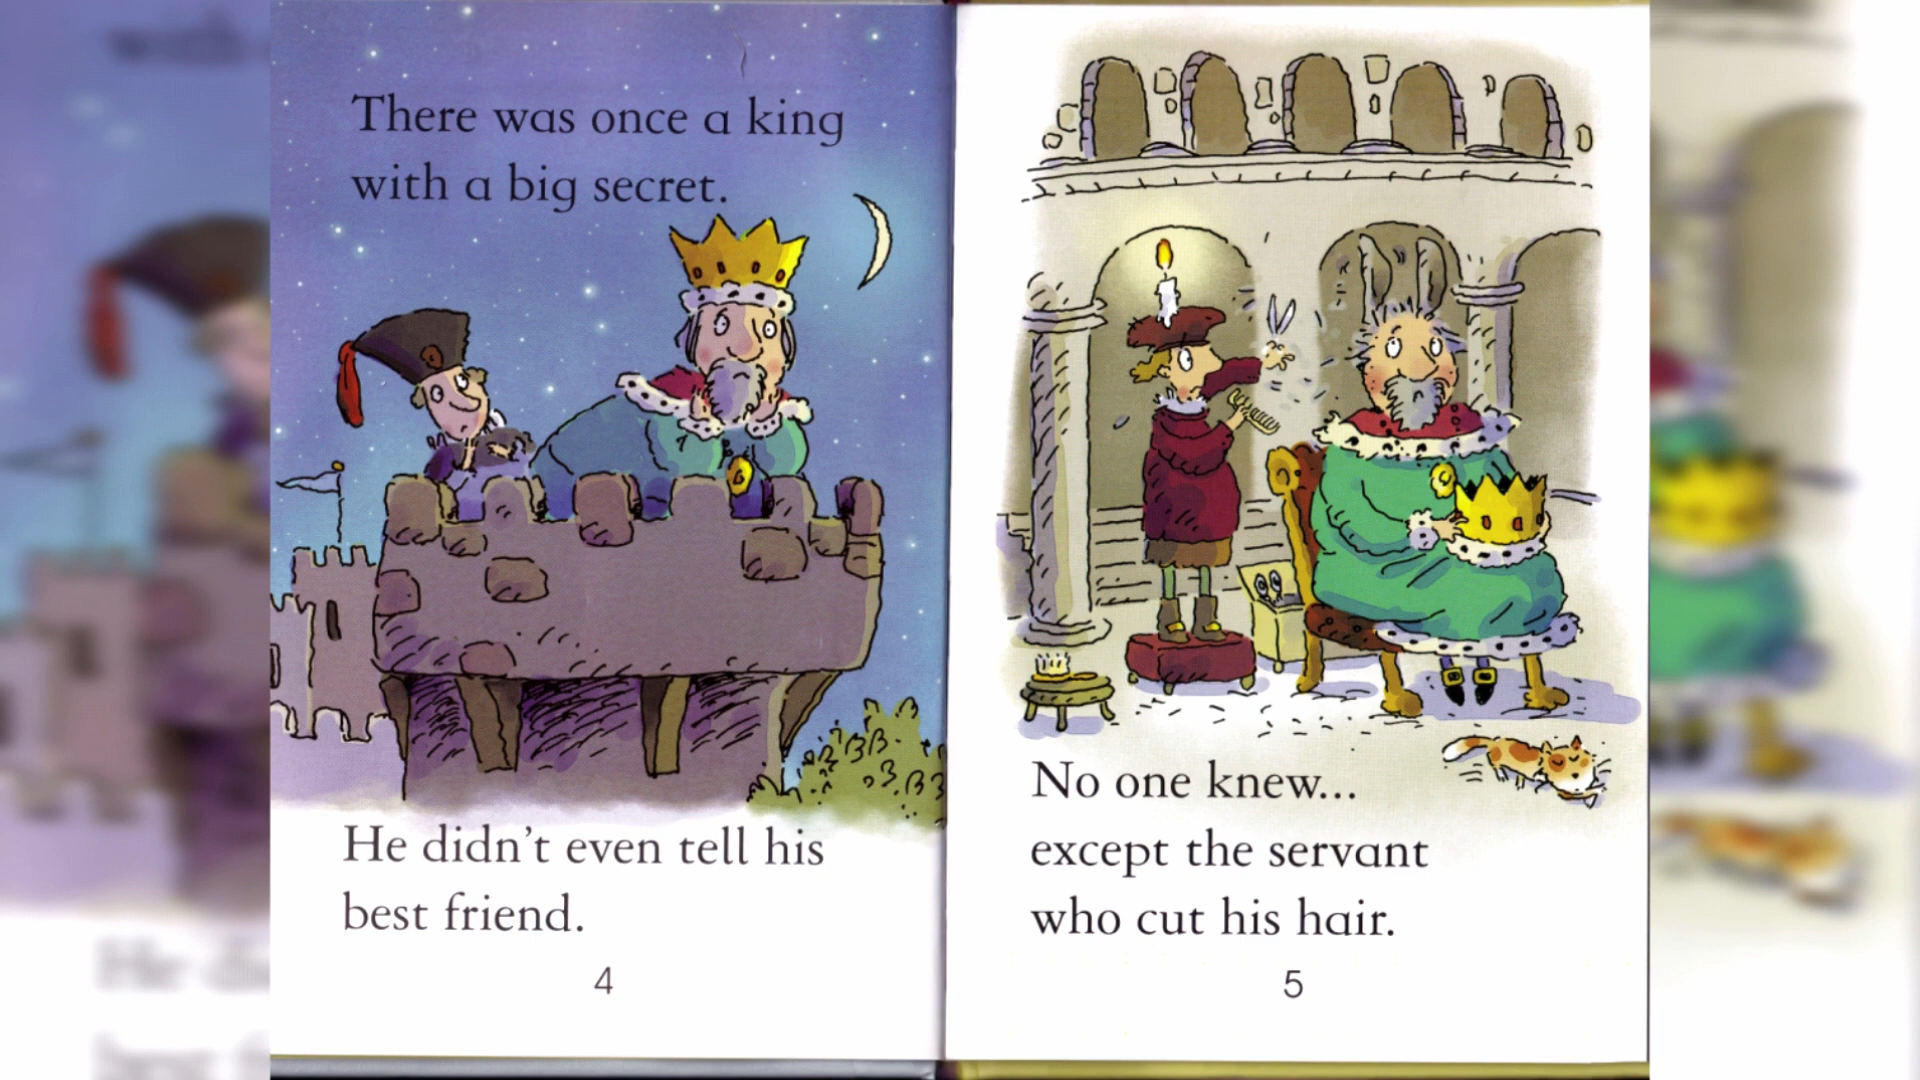 There was once a king
with a big secret.
He didn't even tell his
best friend.
4
No one knew...
except the servant
who cut his hair.
5